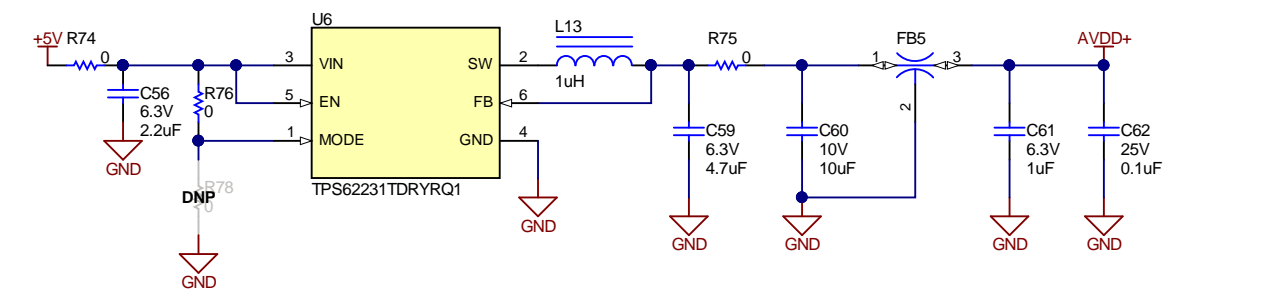 U6
+5V R74
0
3 VIN
SW 2
L13
1uH
R75
0
FB5
1
3
2
AVDD+
C56
6.3V
2.2uF
R76
0
5 EN
FB 6
1 MODE
GND 4
TPS62231TDRYRQ1
R78
0
DNP
C59
6.3V
4.7uF
C60
10V
10uF
C61
6.3V
1uF
C62
25V
0.1uF
GND
GND
GND
GND
GND
GND
GND